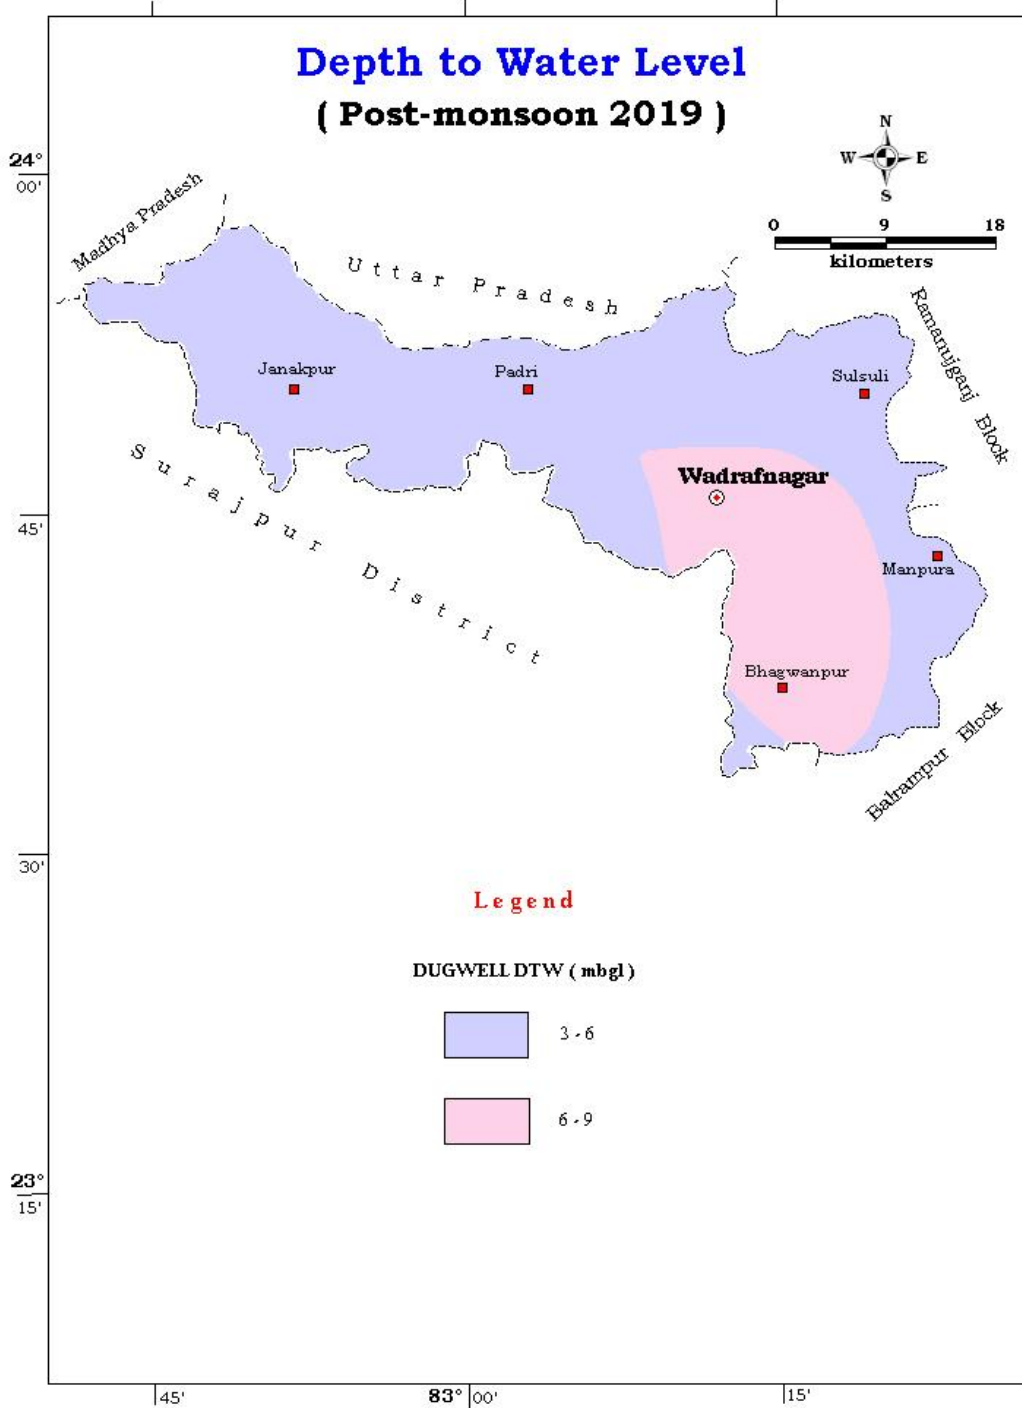 Depth to Water Level
( Post-monsoon 2019 )
N
W E
S
24°
00'
Madhya Pradesh
0 9 18
kilometers
Uttar Pradesh
Ramanujganj Block
Janakpur
Padri
Sulsuli
Surajpur District
Wadrafnagar
45'
Manpura
Bhagwanpur
Balrampur Block
30'
Legend
DUGWELL DTW ( mbgl )
3 - 6
6 - 9
23°
15'
45' 83° 00' 15'